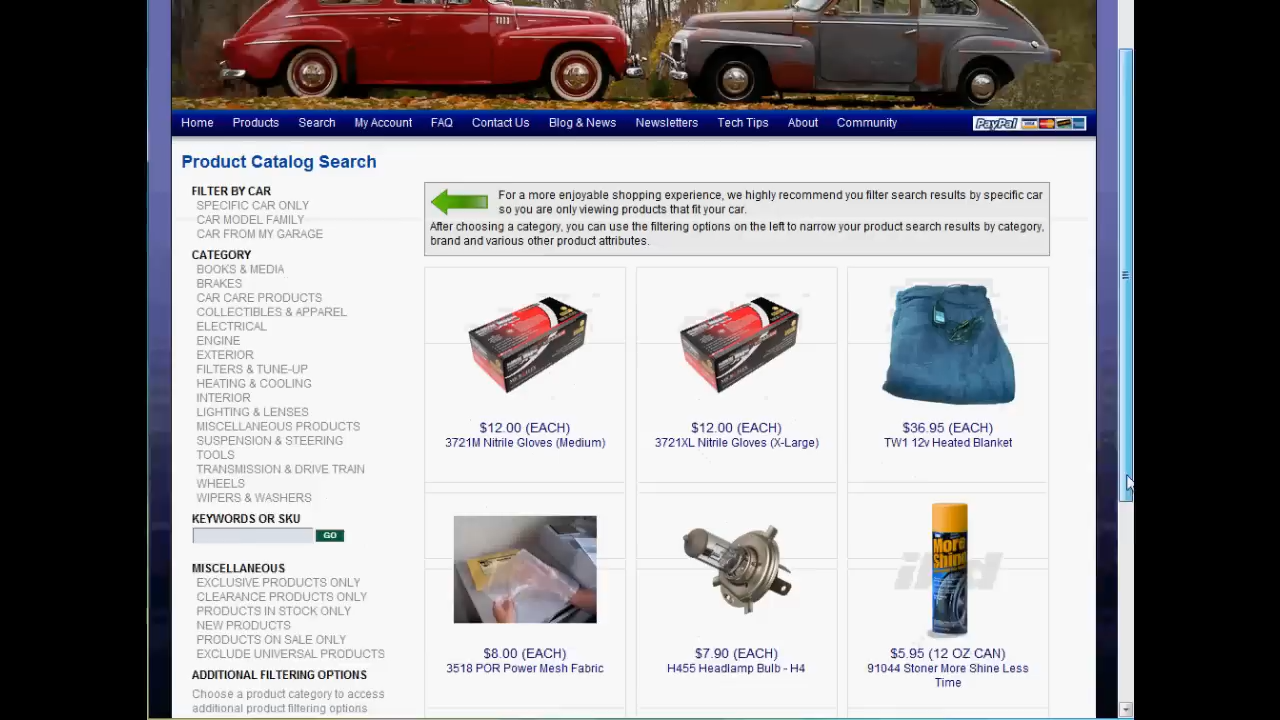 Home Products Search My Account FAQ Contact Us Blog & News Newsletters Tech Tips About Community PayPal VISA
Product Catalog Search
FILTER BY CAR
SPECIFIC CAR ONLY
CAR MODEL FAMILY
CAR FROM MY GARAGE
CATEGORY
BOOKS & MEDIA
BRAKES
CAR CARE PRODUCTS
COLLECTIBLES & APPAREL
ELECTRICAL
ENGINE
EXTERIOR
FILTERS & TUNE-UP
HEATING & COOLING
INTERIOR
LIGHTING & LENSES
MISCELLANEOUS PRODUCTS
SUSPENSION & STEERING
TOOLS
TRANSMISSION & DRIVE TRAIN
WHEELS
WIPERS & WASHERS
KEYWORDS OR SKU
GO
MISCELLANEOUS
EXCLUSIVE PRODUCTS ONLY
CLEARANCE PRODUCTS ONLY
PRODUCTS IN STOCK ONLY
NEW PRODUCTS
PRODUCTS ON SALE ONLY
EXCLUDE UNIVERSAL PRODUCTS
ADDITIONAL FILTERING OPTIONS
Choose a product category to access
additional product filtering options
For a more enjoyable shopping experience, we highly recommend you filter search results by specific car
so you are only viewing products that fit your car.
After choosing a category, you can use the filtering options on the left to narrow your product search results by category,
brand and various other product attributes.
$12.00 (EACH)
3721M Nitrile Gloves (Medium)
$12.00 (EACH)
3721XL Nitrile Gloves (X-Large)
$36.95 (EACH)
TW1 12v Heated Blanket
$8.00 (EACH)
3518 POR Power Mesh Fabric
$7.90 (EACH)
H455 Headlamp Bulb - H4
More
Shine
$5.95 (12 OZ CAN)
91044 Stoner More Shine Less
Time